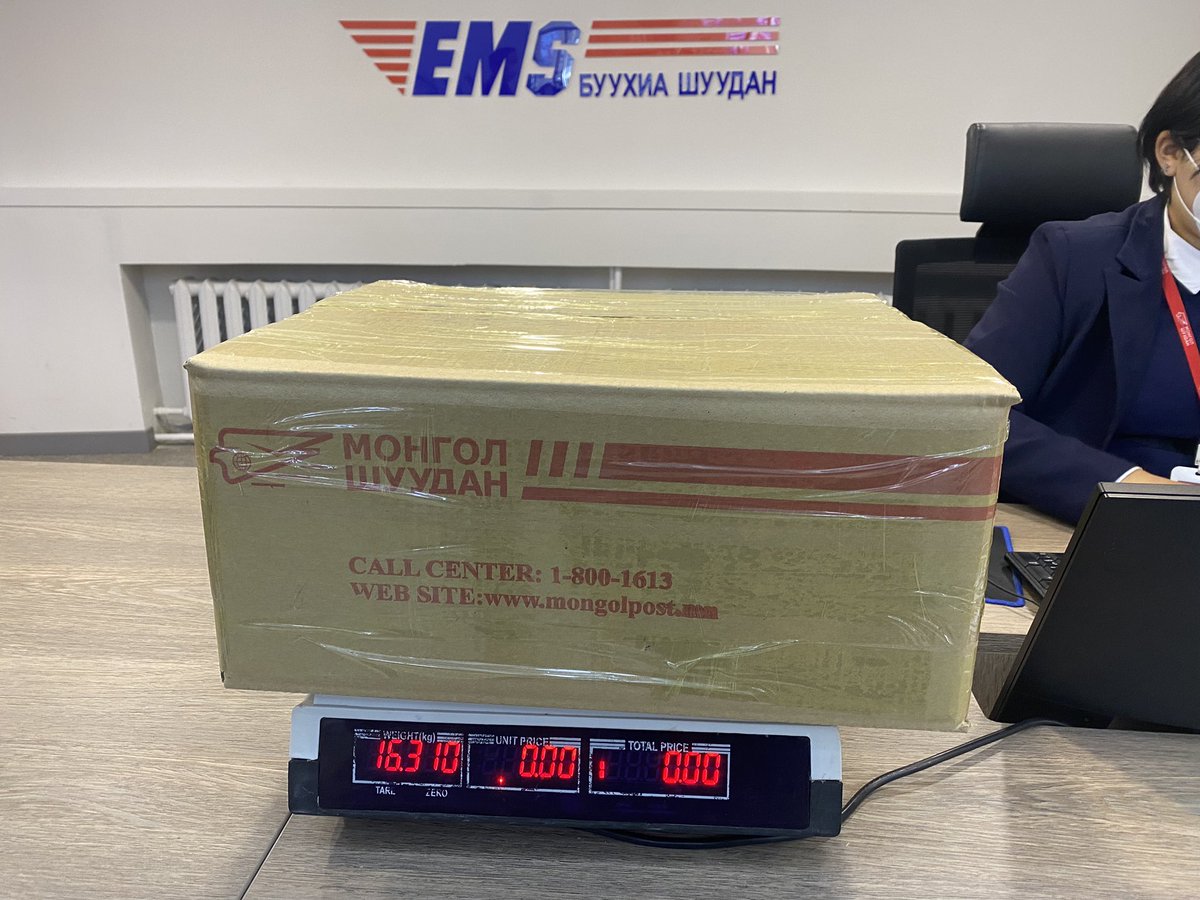 EMS
БУУХИА ШУУДАН
МОНГОЛ
ШУУДАН
CALL CENTER: 1-800-1613
WEB SITE:www.mongolpost.mn
WEIGHT(kg) UNIT PRICE TOTAL PRICE
16.310 0.00 0.00
TARE ZERO